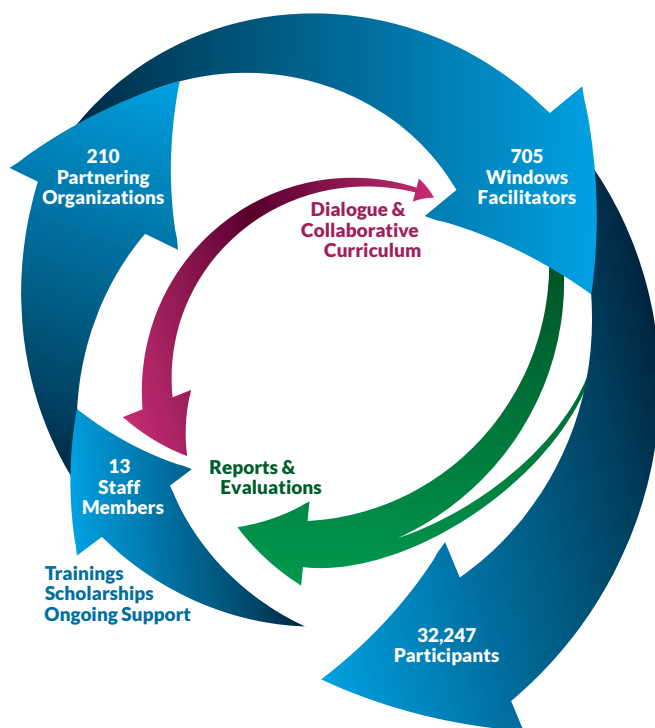 210
Partnering
Organizations
705
Windows
Facilitators
Dialogue &
Collaborative
Curriculum
13
Staff
Members
Reports &
Evaluations
Trainings
Scholarships
Ongoing Support
32,247
Participants